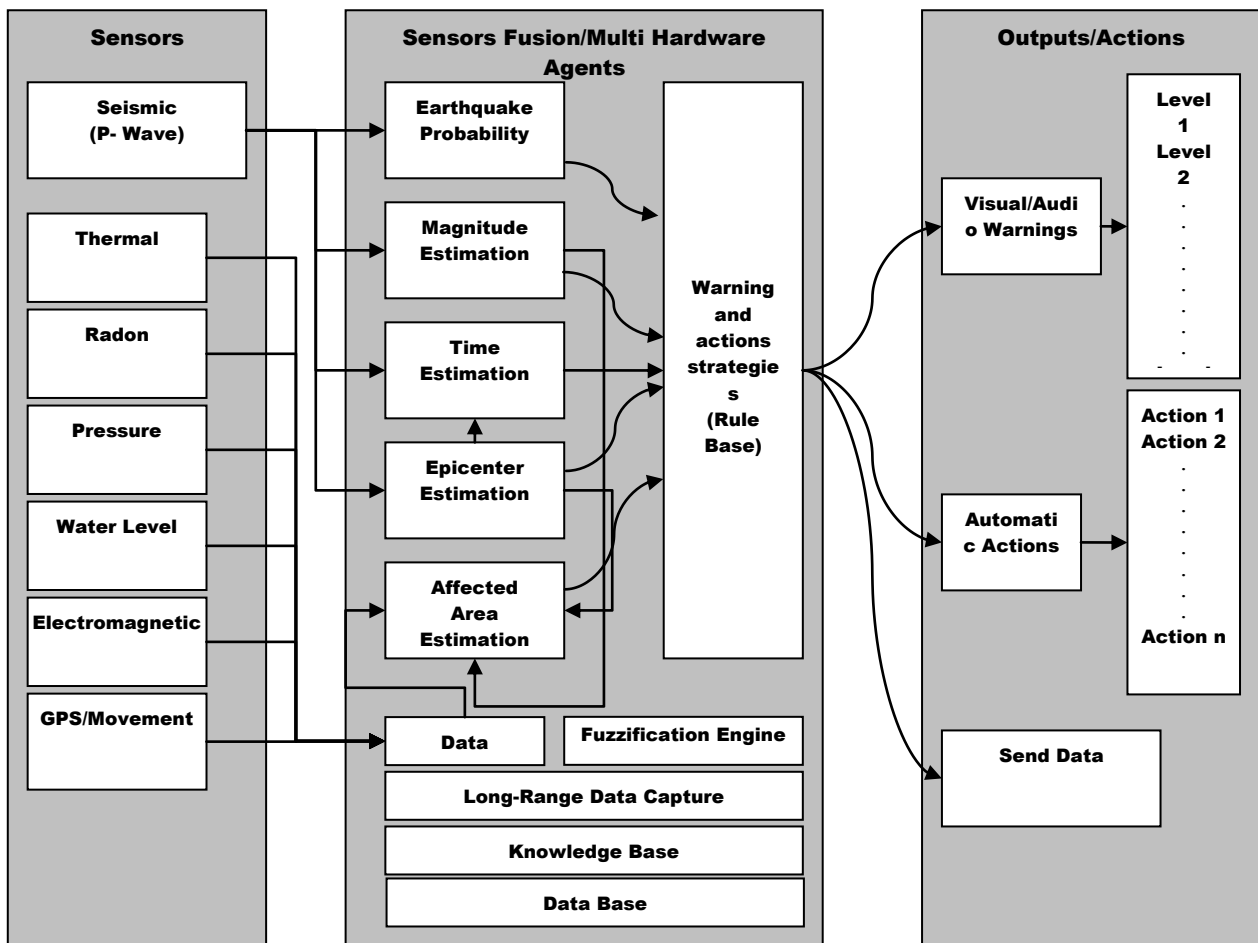 Sensors
Seismic
(P- Wave)
Thermal
Radon
Pressure
Water Level
Electromagnetic
GPS/Movement
Sensors Fusion/Multi Hardware
Agents
Earthquake
Probability
Magnitude
Estimation
Time
Estimation
Epicenter
Estimation
Affected
Area
Estimation
Data
Fuzzification Engine
Long-Range Data Capture
Knowledge Base
Data Base
Warning
and
actions
strategie
s
(Rule
Base)
Outputs/Actions
Visual/Audi
o Warnings
Level
1
Level
2
.
.
.
.
.
.
.
.
- -
Automati
c Actions
Action 1
Action 2
.
.
.
.
.
.
.
.
Action n
Send Data